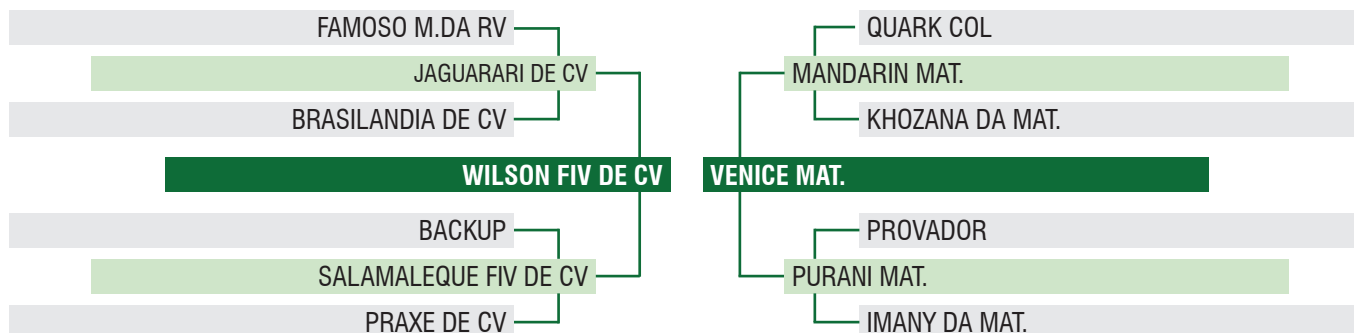 FAMOSO M.DA RV
JAGUARARI DE CV
BRASILANDIA DE CV
WILSON FIV DE CV
BACKUP
SALAMALEQUE FIV DE CV
PRAXE DE CV
QUARK COL
MANDARIN MAT.
KHOZANA DA MAT.
VENICE MAT.
PROVADOR
PURANI MAT.
IMANY DA MAT.